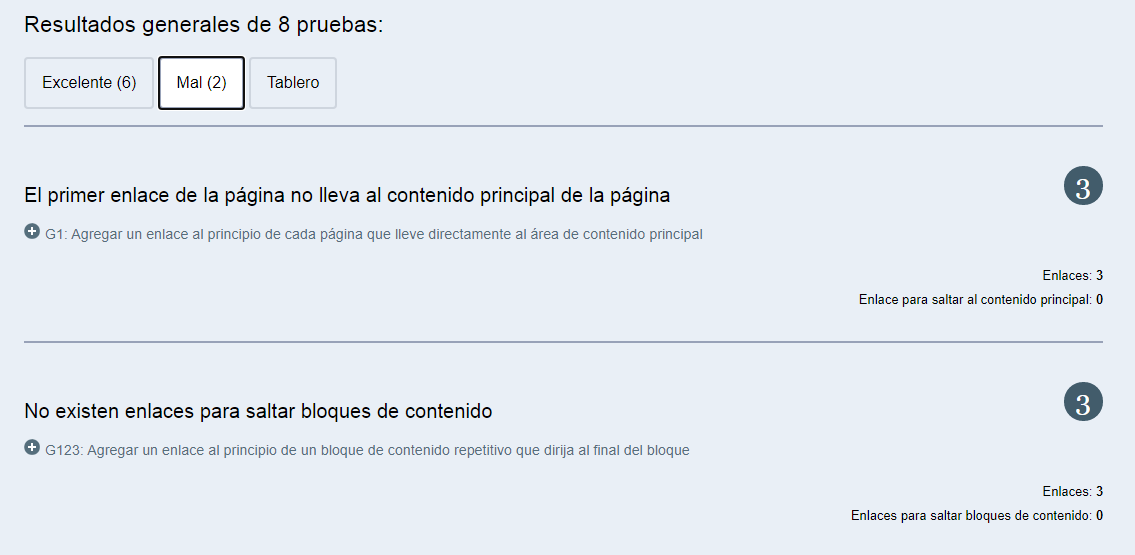 Resultados generales de 8 pruebas:
Excelente (6)
Mal (2)
Tablero
El primer enlace de la página no lleva al contenido principal de la página
3
G1: Agregar un enlace al principio de cada página que lleve directamente al área de contenido principal
Enlaces: 3
Enlace para saltar al contenido principal: 0
No existen enlaces para saltar bloques de contenido
3
G123: Agregar un enlace al principio de un bloque de contenido repetitivo que dirija al final del bloque
Enlaces: 3
Enlaces para saltar bloques de contenido: 0